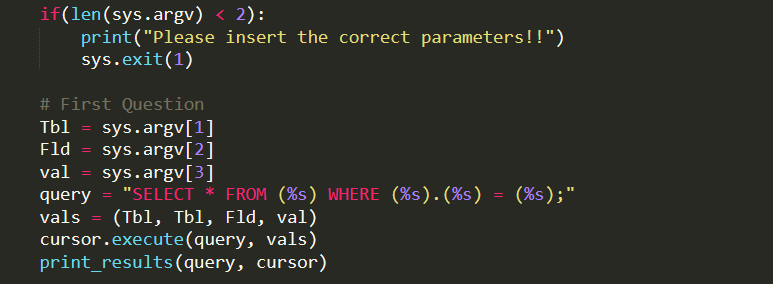 if(len(sys.argv) < 2):
    print("Please insert the correct parameters!!")
    sys.exit(1)
# First Question
Tbl = sys.argv[1]
Fld = sys.argv[2]
val = sys.argv[3]
query = "SELECT * FROM (%s) WHERE (%s).(%s) = (%s);"
vals = (Tbl, Tbl, Fld, val)
cursor.execute(query, vals)
print_results(query, cursor)